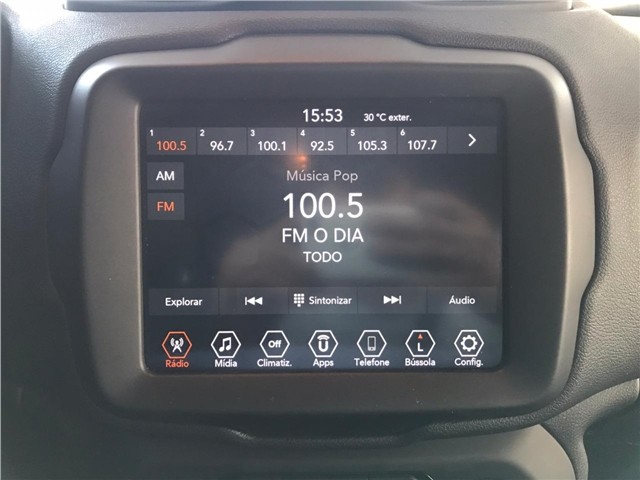 15:53 30 °C exter.
1 2 3 4 5 6
100.5 96.7 100.1 92.5 105.3 107.7
AM
Música Pop
FM
100.5
FM O DIA
TODO
Explorar Sintonizar Áudio
Off U L
Rádio Mídia Climatiz. Apps Telefone Bússola Config.